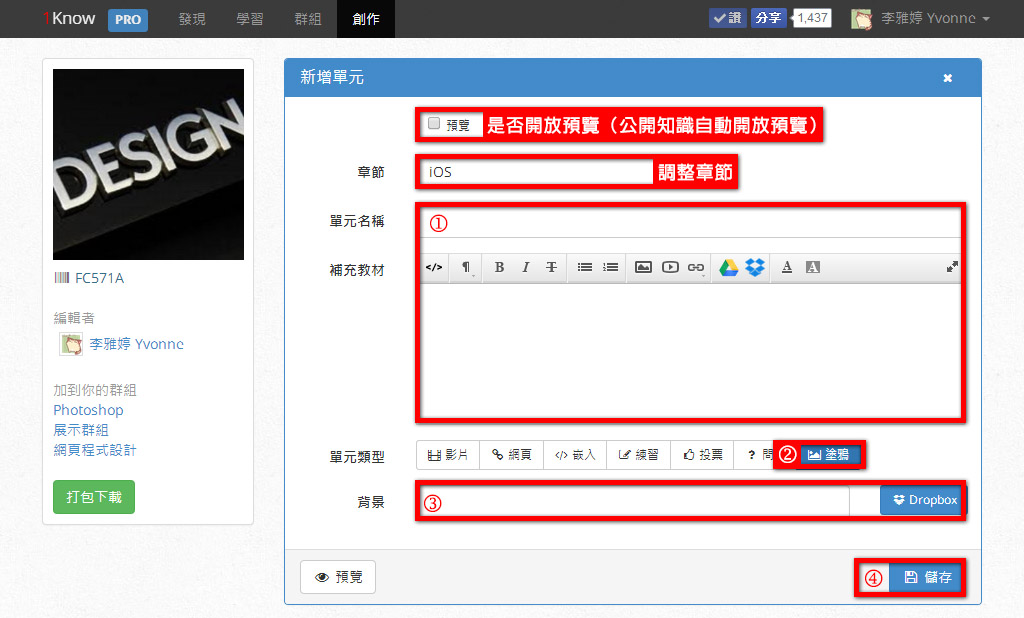 1Know PRO 發現 學習 群組 創作 讚 分享 1,437 李雅婷 Yvonne
DESIGN
FC571A
編輯者
李雅婷 Yvonne
加到你的群組
Photoshop
展示群組
網頁程式設計
打包下載
新增單元 ×
預覽 是否開放預覽（公開知識自動開放預覽）
章節 iOS 調整章節
單元名稱 ①
補充教材 </> ¶ B I T A A
單元類型 影片 網頁 </> 嵌入 練習 投票 ? 問 ② 塗鴉
背景 ③ Dropbox
預覽 ④ 儲存